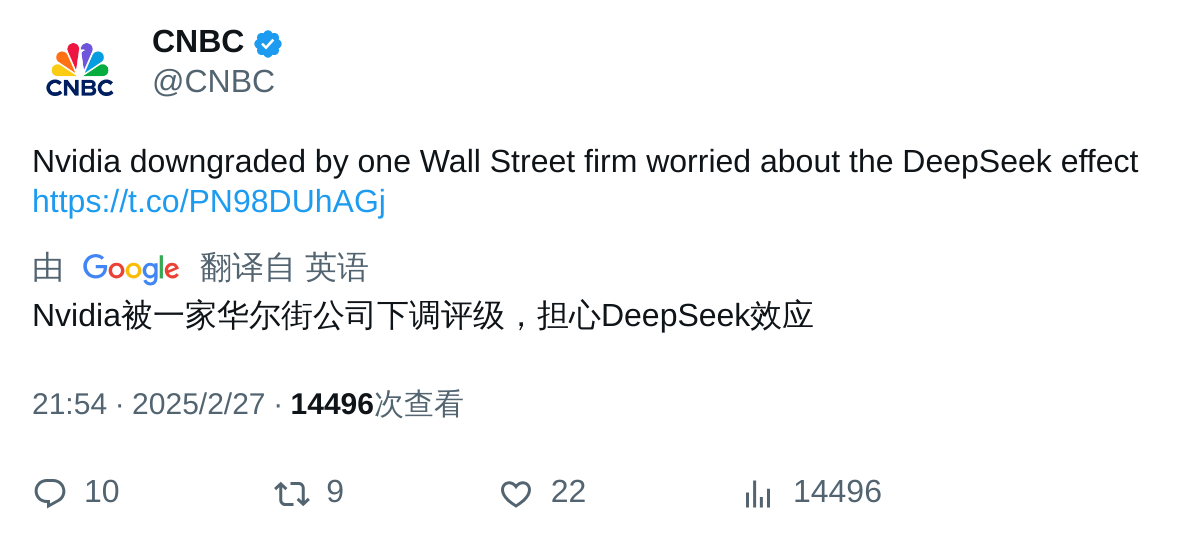 CNBC
CNBC
@CNBC
Nvidia downgraded by one Wall Street firm worried about the DeepSeek effect
https://t.co/PN98DUhAGj
由 Google 翻译自 英语
Nvidia被一家华尔街公司下调评级，担心DeepSeek效应
21:54 · 2025/2/27 · 14496次查看
10 9 22 14496